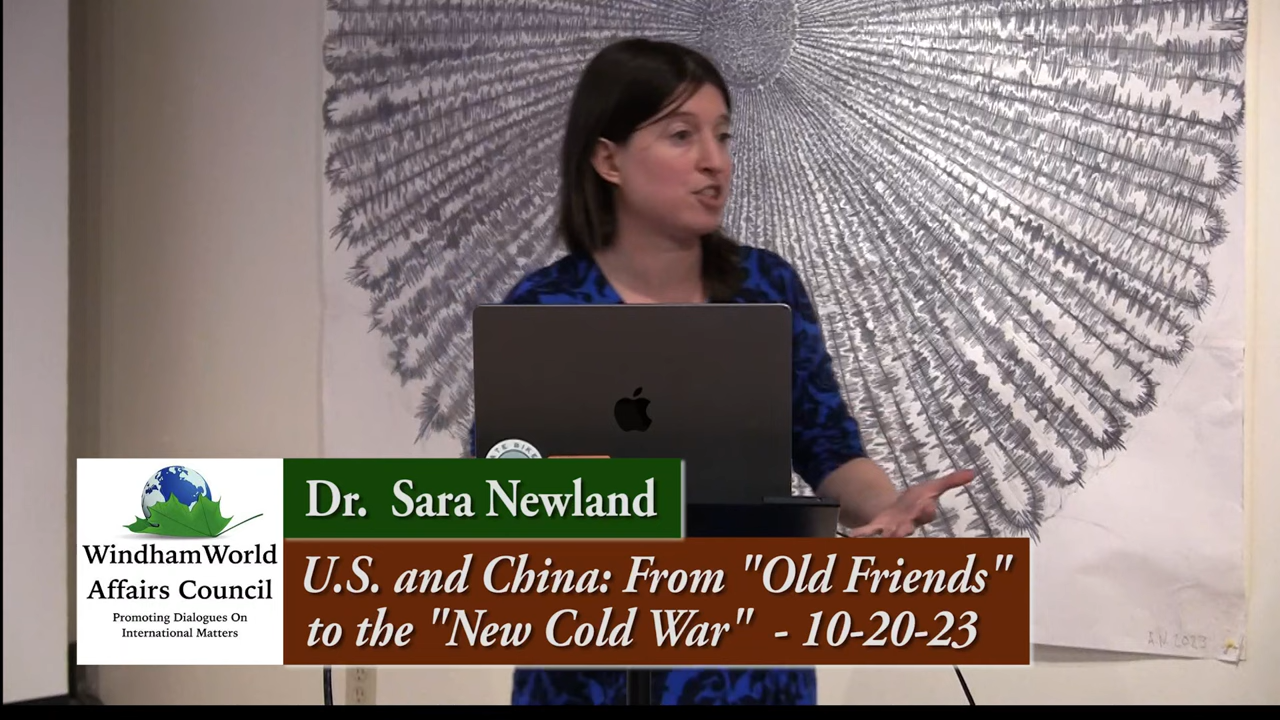 Dr. Sara Newland
WindhamWorld
Affairs Council
Promoting Dialogues On
International Matters
U.S. and China: From "Old Friends"
to the "New Cold War" - 10-20-23